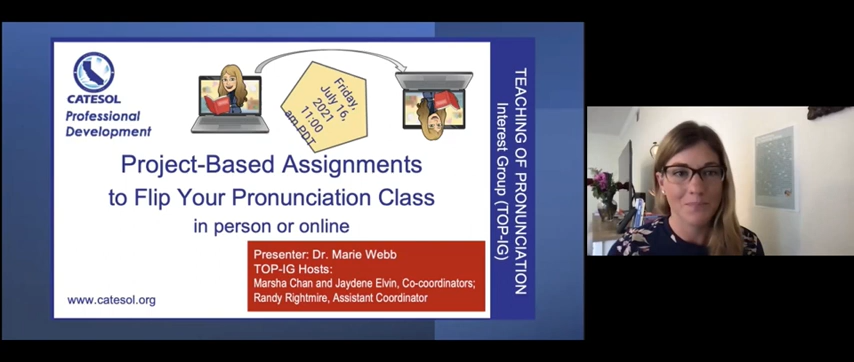 CATESOL
Professional
Development
Friday,
July 16,
2021
11:00
am PDT
Project-Based Assignments
to Flip Your Pronunciation Class
in person or online
Presenter: Dr. Marie Webb
TOP-IG Hosts:
Marsha Chan and Jaydene Elvin, Co-coordinators;
Randy Rightmire, Assistant Coordinator
www.catesol.org
TEACHING OF PRONUNCIATION
Interest Group (TOP-IG)